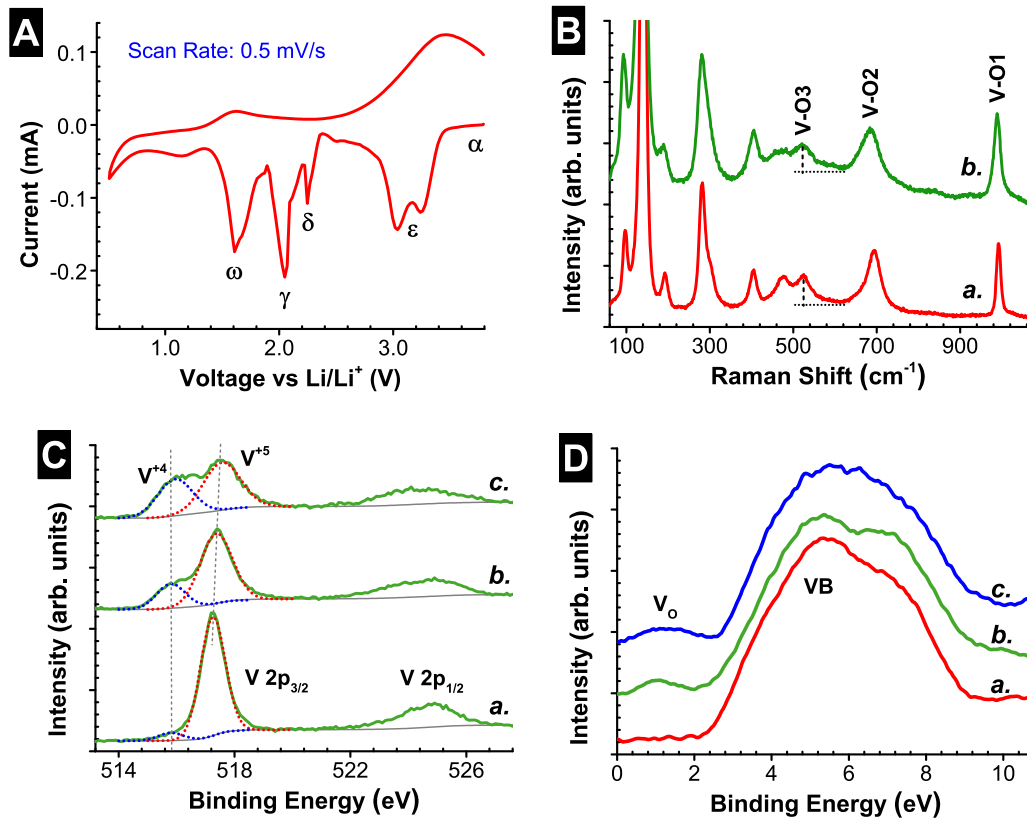 A
Scan Rate: 0.5 mV/s
0.1
0.0
-0.1
-0.2
α
δ
ε
ω
γ
Current (mA)
1.0
2.0
3.0
Voltage vs Li/Li⁺ (V)
B
V-O3
V-O2
V-O1
b.
a.
Intensity (arb. units)
100
300
500
700
900
Raman Shift (cm⁻¹)
C
V⁺⁴
V⁺⁵
c.
b.
V 2p₃/₂
V 2p₁/₂
a.
Intensity (arb. units)
514
518
522
526
Binding Energy (eV)
D
V_O
VB
c.
b.
a.
Intensity (arb. units)
0
2
4
6
8
10
Binding Energy (eV)